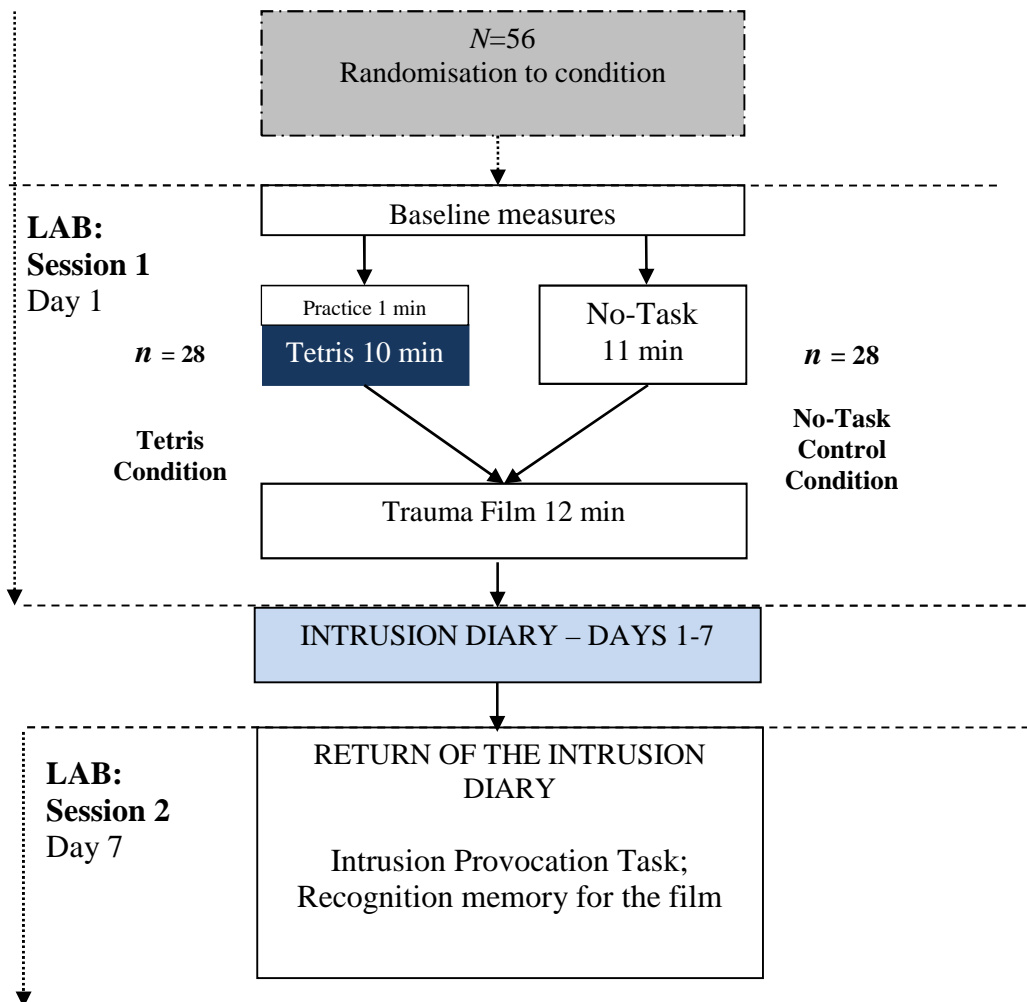 N=56
Randomisation to condition
Baseline measures
LAB:
Session 1
Day 1
Practice 1 min
Tetris 10 min
No-Task
11 min
n = 28
n = 28
Tetris
Condition
No-Task
Control
Condition
Trauma Film 12 min
INTRUSION DIARY – DAYS 1-7
LAB:
Session 2
Day 7
RETURN OF THE INTRUSION
DIARY
Intrusion Provocation Task;
Recognition memory for the film